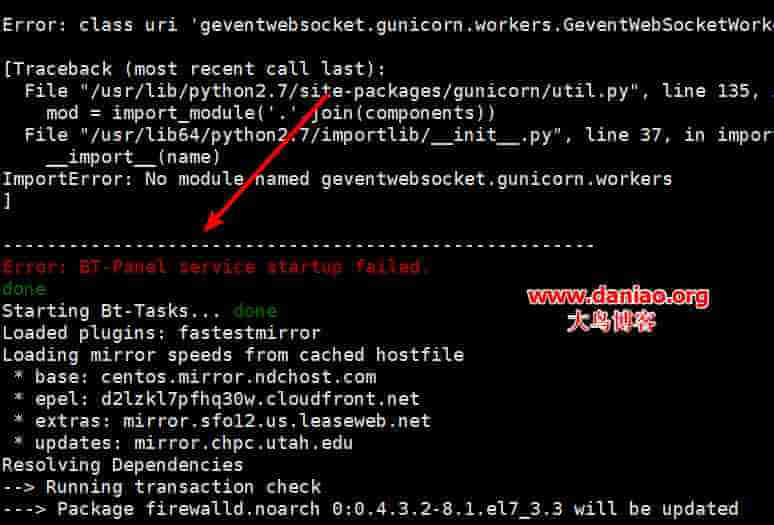 Error: class uri 'geventwebsocket.gunicorn.workers.GeventWebSocketWork
[Traceback (most recent call last):
File "/usr/lib/python2.7/site-packages/gunicorn/util.py", line 135,
mod = import_module('.'.join(components))
File "/usr/lib64/python2.7/importlib/__init__.py", line 37, in impor
__import__(name)
ImportError: No module named geventwebsocket.gunicorn.workers
]
------------------------------------------------------
Error: BT-Panel service startup failed.
done
www.daniao.org
Starting Bt-Tasks... done
大鸟博客
Loaded plugins: fastestmirror
Loading mirror speeds from cached hostfile
* base: centos.mirror.ndchost.com
* epel: d2lzkl7pfhq30w.cloudfront.net
* extras: mirror.sfo12.us.leaseweb.net
* updates: mirror.chpc.utah.edu
Resolving Dependencies
--> Running transaction check
---> Package firewalld.noarch 0:0.4.3.2-8.1.el7_3.3 will be updated